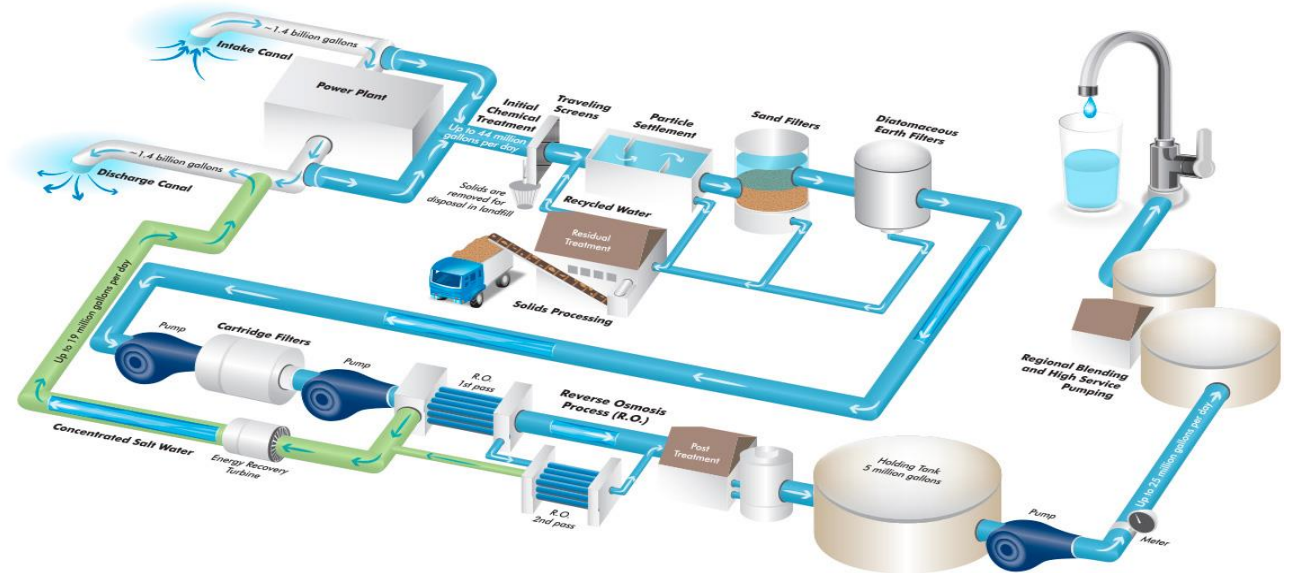 ~1.4 billion gallons
Intake Canal
Power Plant
~1.4 billion gallons
Discharge Canal
Up to 44 million
gallons per day
Initial
Chemical
Treatment
Traveling
Screens
Solids are
removed for
disposal in landfill
Particle
Settlement
Recycled Water
Sand Filters
Diatomaceous
Earth Filters
Residual
Treatment
Solids Processing
Up to 19 million gallons per day
Pump
Cartridge Filters
Pump
R.O.
1st pass
Reverse Osmosis
Process (R.O.)
Concentrated Salt Water
Energy Recovery
Turbine
R.O.
2nd pass
Post
Treatment
Holding Tank
5 million gallons
Pump
Meter
Up to 25 million gallons per day
Regional Blending
and High Service
Pumping